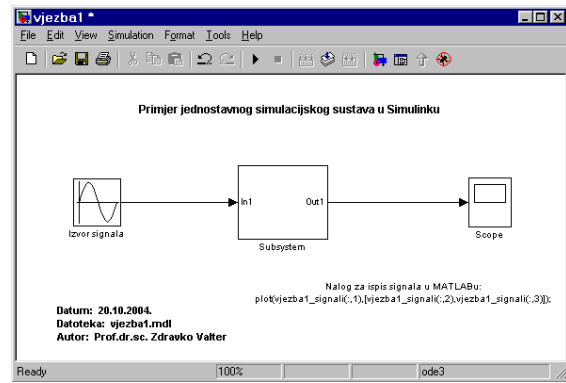 vjezba1 *
File Edit View Simulation Format Tools Help
Primjer jednostavnog simulacijskog sustava u Simulinku
In1 Out1
Izvor signala
Subsystem
Scope
Nalog za ispis signala u MATLABu:
plot(vjezba1_signali(:,1),[vjezba1_signali(:,2),vjezba1_signali(:,3)]);
Datum: 20.10.2004.
Datoteka: vjezba1.mdl
Autor: Prof.dr.sc. Zdravko Valter
Ready 100% ode3